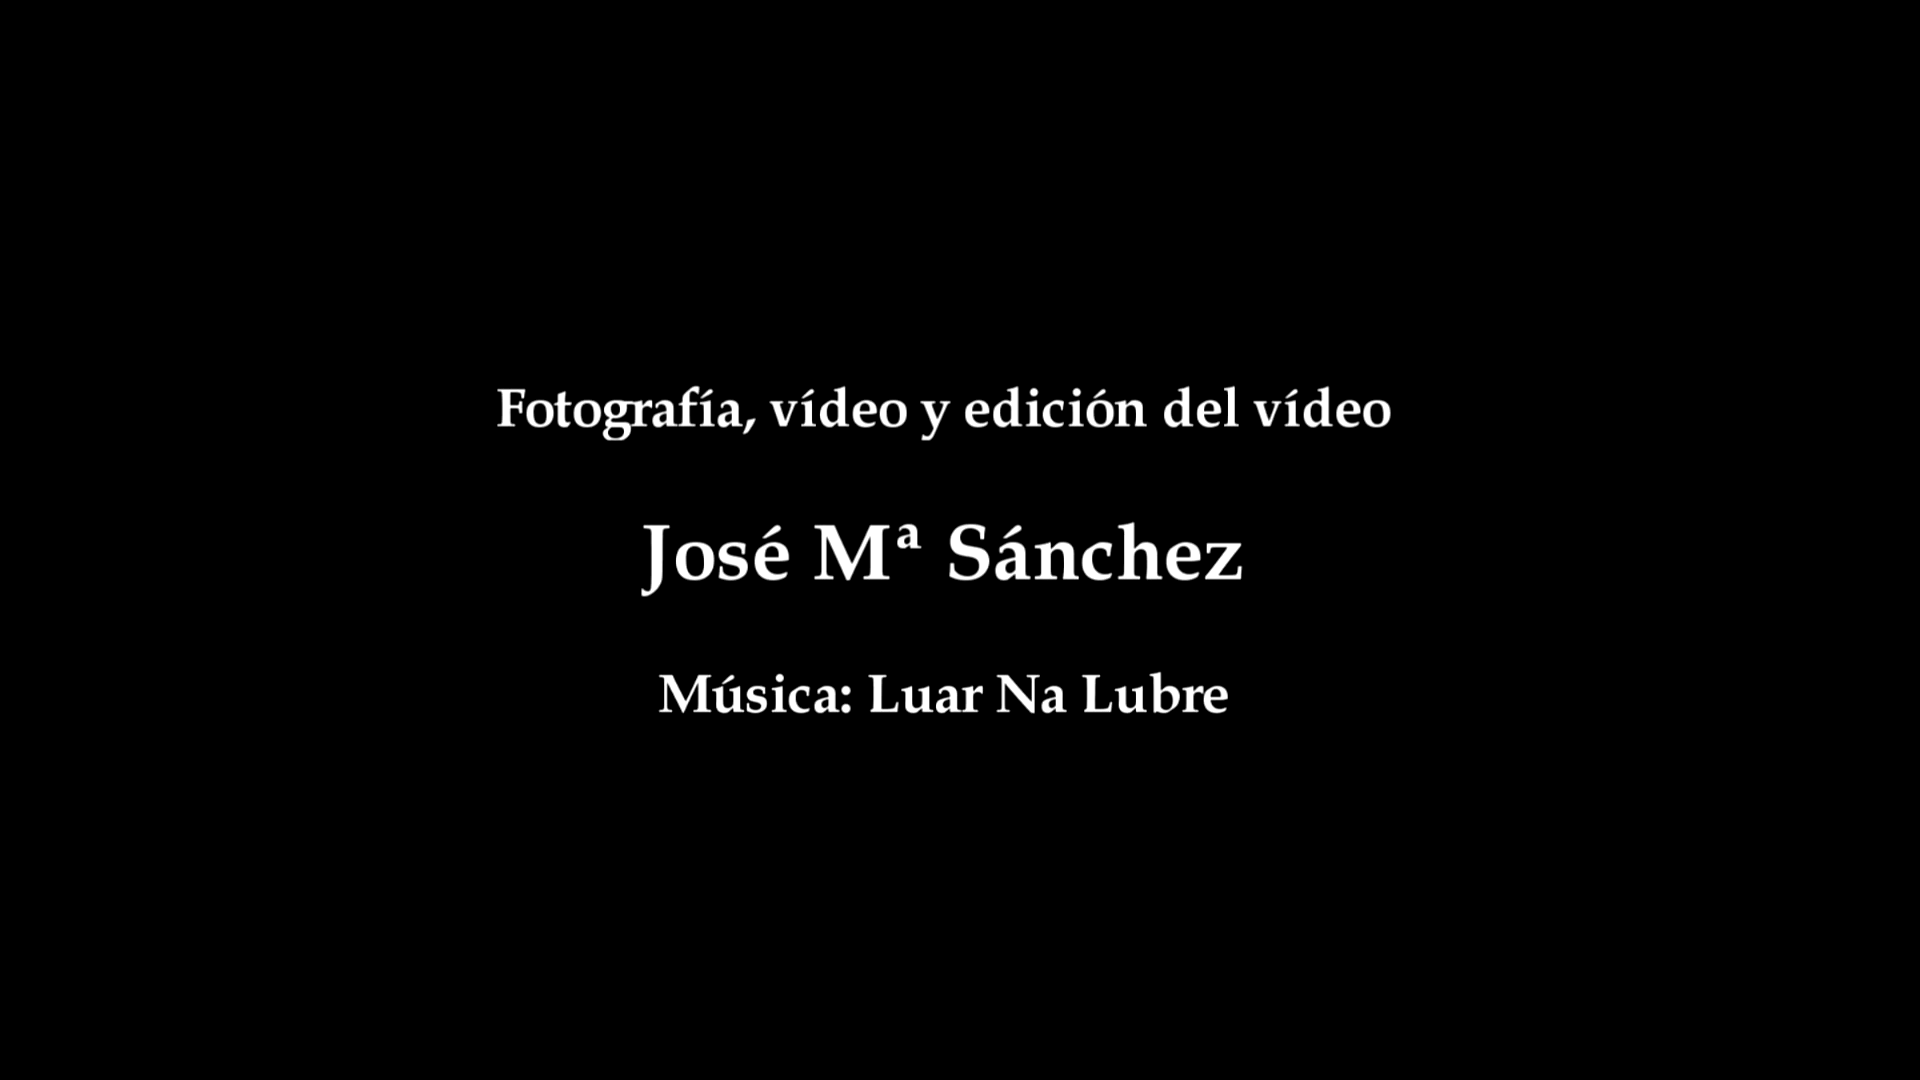 Fotografía, vídeo y edición del vídeo
José Mª Sánchez
Música: Luar Na Lubre